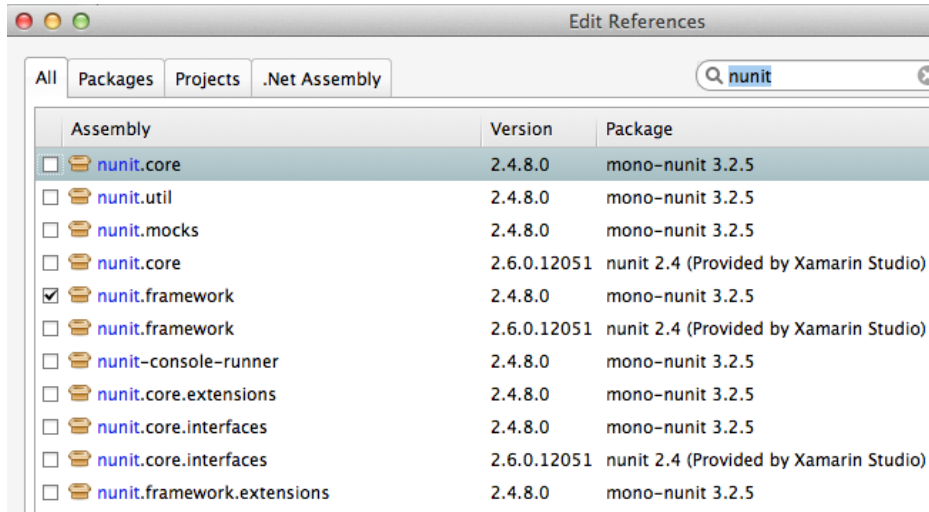 Edit References
All Packages Projects .Net Assembly nunit
Assembly Version Package
nunit.core 2.4.8.0 mono-nunit 3.2.5
nunit.util 2.4.8.0 mono-nunit 3.2.5
nunit.mocks 2.4.8.0 mono-nunit 3.2.5
nunit.core 2.6.0.12051 nunit 2.4 (Provided by Xamarin Studio)
nunit.framework 2.4.8.0 mono-nunit 3.2.5
nunit.framework 2.6.0.12051 nunit 2.4 (Provided by Xamarin Studio)
nunit-console-runner 2.4.8.0 mono-nunit 3.2.5
nunit.core.extensions 2.4.8.0 mono-nunit 3.2.5
nunit.core.interfaces 2.4.8.0 mono-nunit 3.2.5
nunit.core.interfaces 2.6.0.12051 nunit 2.4 (Provided by Xamarin Studio)
nunit.framework.extensions 2.4.8.0 mono-nunit 3.2.5